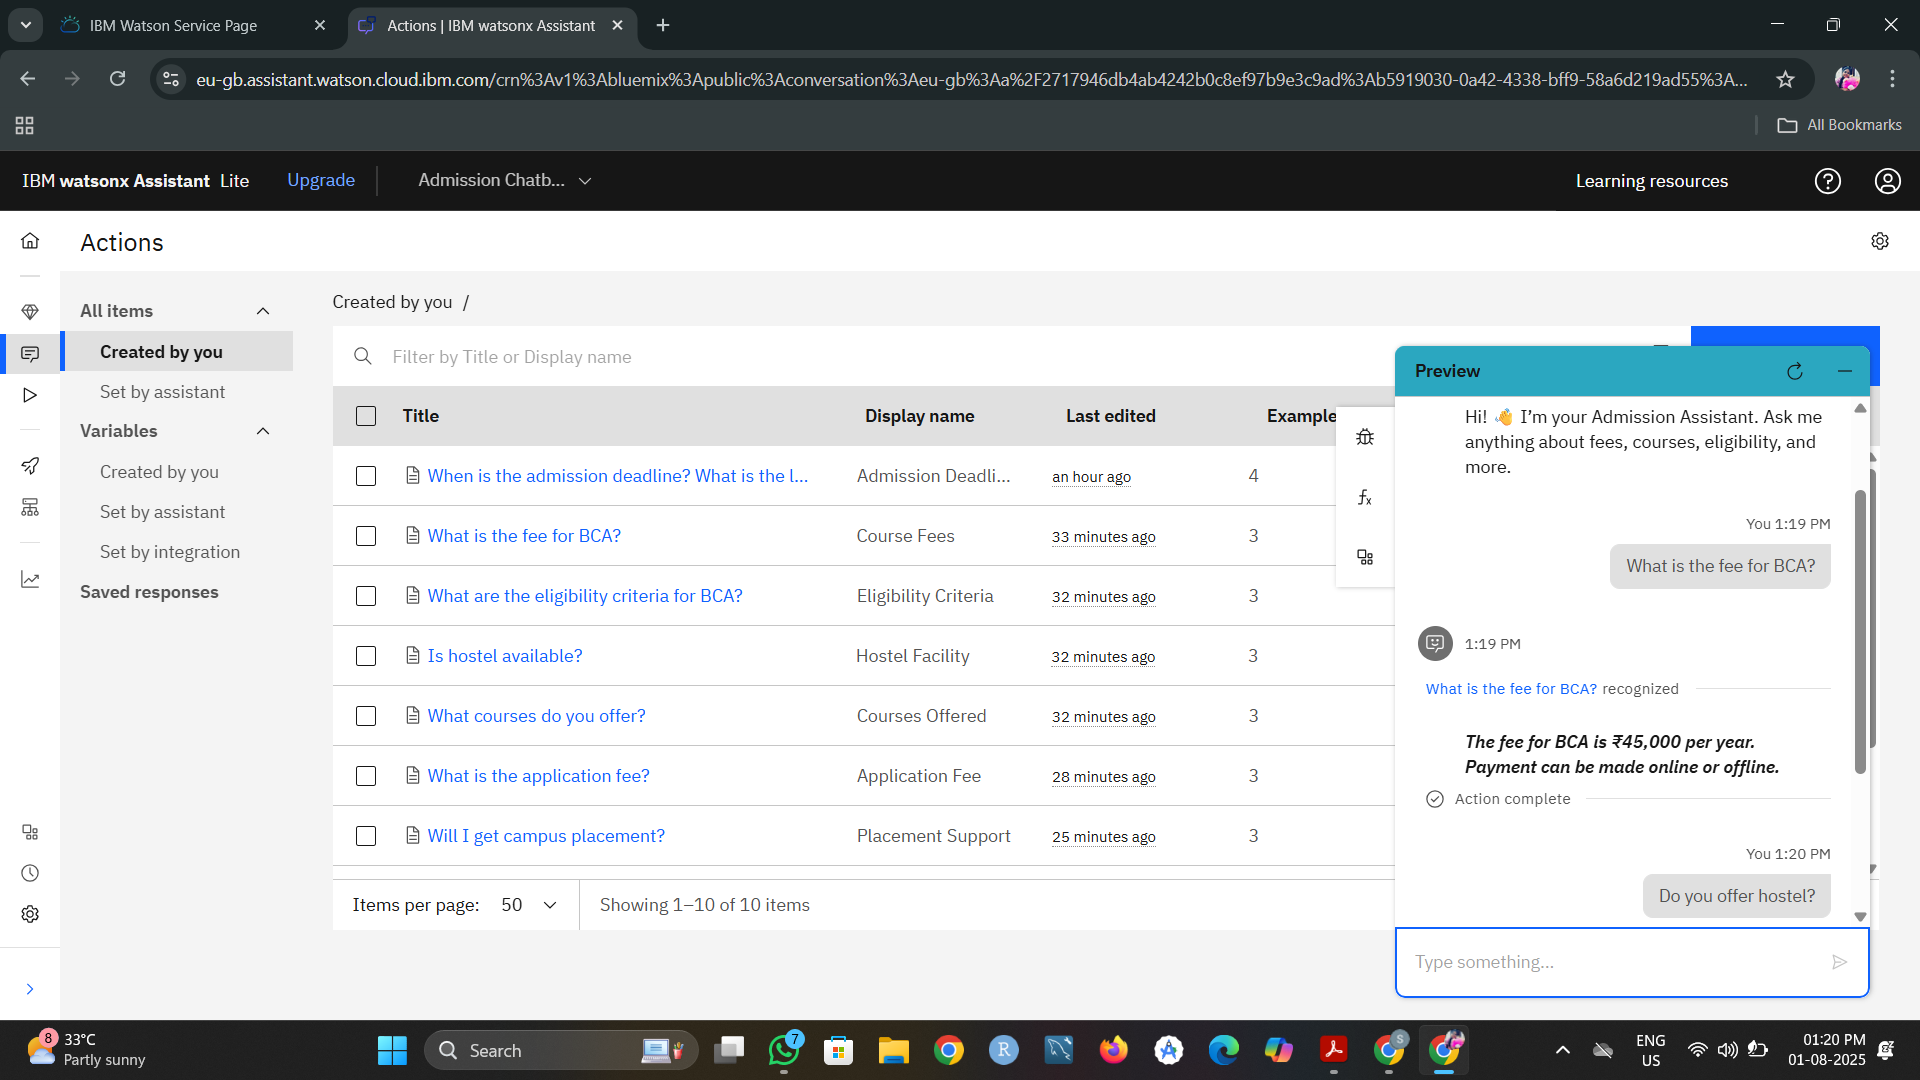 IBM Watson Service Page
Actions | IBM watsonx Assistant
eu-gb.assistant.watson.cloud.ibm.com/crn%3Av1%3Abluemix%3Apublic%3Aconversation%3Aeu-gb%3Aa%2F2717946db4ab4242b0c8ef97b9e3c9ad%3Ab5919030-0a42-4338-bff9-58a6d219ad55%3A...
All Bookmarks
IBM watsonx Assistant Lite
Upgrade
Admission Chatb...
Learning resources
Actions
All items
Created by you
Set by assistant
Variables
Created by you
Set by assistant
Set by integration
Saved responses
Created by you /
Filter by Title or Display name
Title Display name Last edited Example
When is the admission deadline? What is the l... Admission Deadli... an hour ago 4
What is the fee for BCA? Course Fees 33 minutes ago 3
What are the eligibility criteria for BCA? Eligibility Criteria 32 minutes ago 3
Is hostel available? Hostel Facility 32 minutes ago 3
What courses do you offer? Courses Offered 32 minutes ago 3
What is the application fee? Application Fee 28 minutes ago 3
Will I get campus placement? Placement Support 25 minutes ago 3
Items per page: 50 Showing 1–10 of 10 items
Preview
Hi! 👋 I'm your Admission Assistant. Ask me
anything about fees, courses, eligibility, and
more.
You 1:19 PM
What is the fee for BCA?
1:19 PM
What is the fee for BCA? recognized
The fee for BCA is ₹45,000 per year.
Payment can be made online or offline.
Action complete
You 1:20 PM
Do you offer hostel?
Type something...
8
33°C
Partly sunny
Search
7
R
S
ENG
US
01:20 PM
01-08-2025